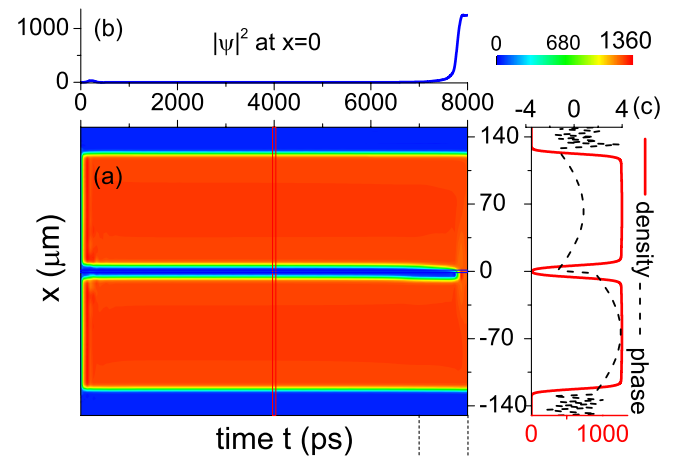 1000
(b)
|ψ|² at x=0
0
0 2000 4000 6000 8000
0 680 1360
-4 0 4 (c)
(a)
x (μm)
140
70
0
-70
-140
density
phase
time t (ps)
0 1000